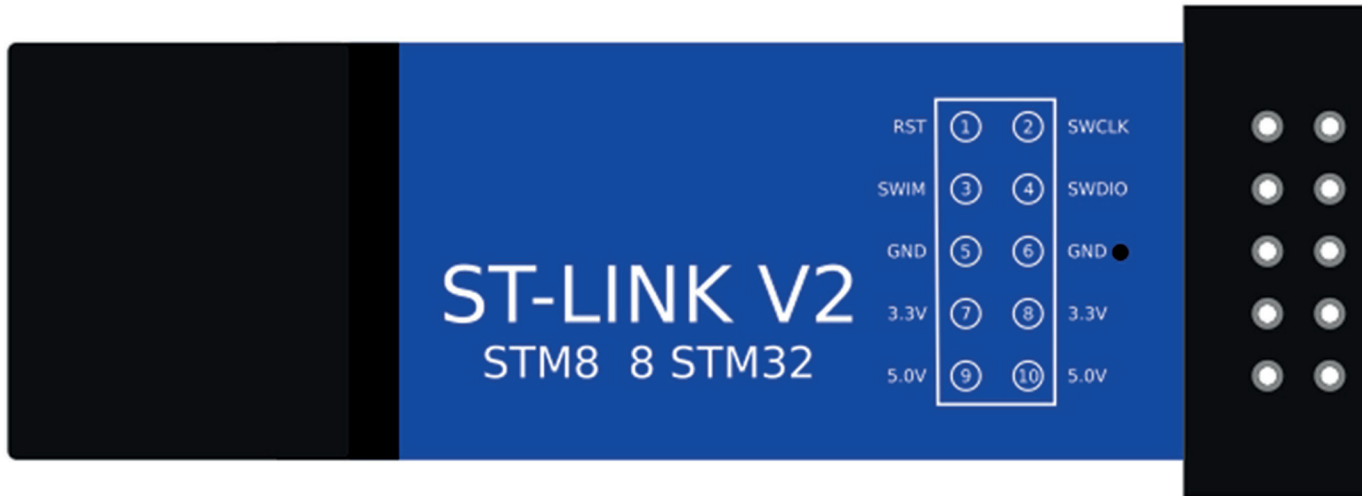 RST 1 2 SWCLK
SWIM 3 4 SWDIO
GND 5 6 GND
3.3V 7 8 3.3V
5.0V 9 10 5.0V
ST-LINK V2
STM8 8 STM32